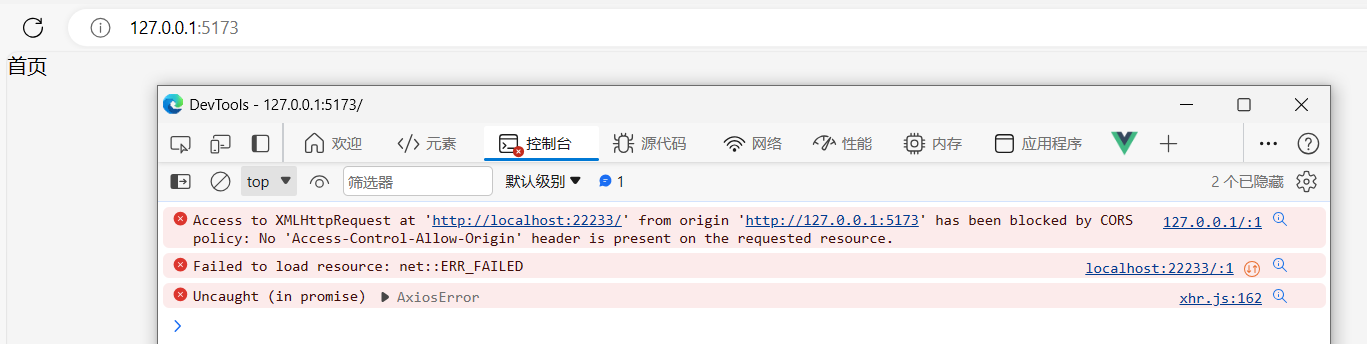 127.0.0.1:5173
首页
DevTools - 127.0.0.1:5173/
欢迎 元素 控制台 源代码 网络 性能 内存 应用程序
top 筛选器 默认级别 1 2 个已隐藏
Access to XMLHttpRequest at 'http://localhost:22233/' from origin 'http://127.0.0.1:5173' has been blocked by CORS 127.0.0.1/:1
policy: No 'Access-Control-Allow-Origin' header is present on the requested resource.
Failed to load resource: net::ERR_FAILED localhost:22233/:1
Uncaught (in promise) AxiosError xhr.js:162